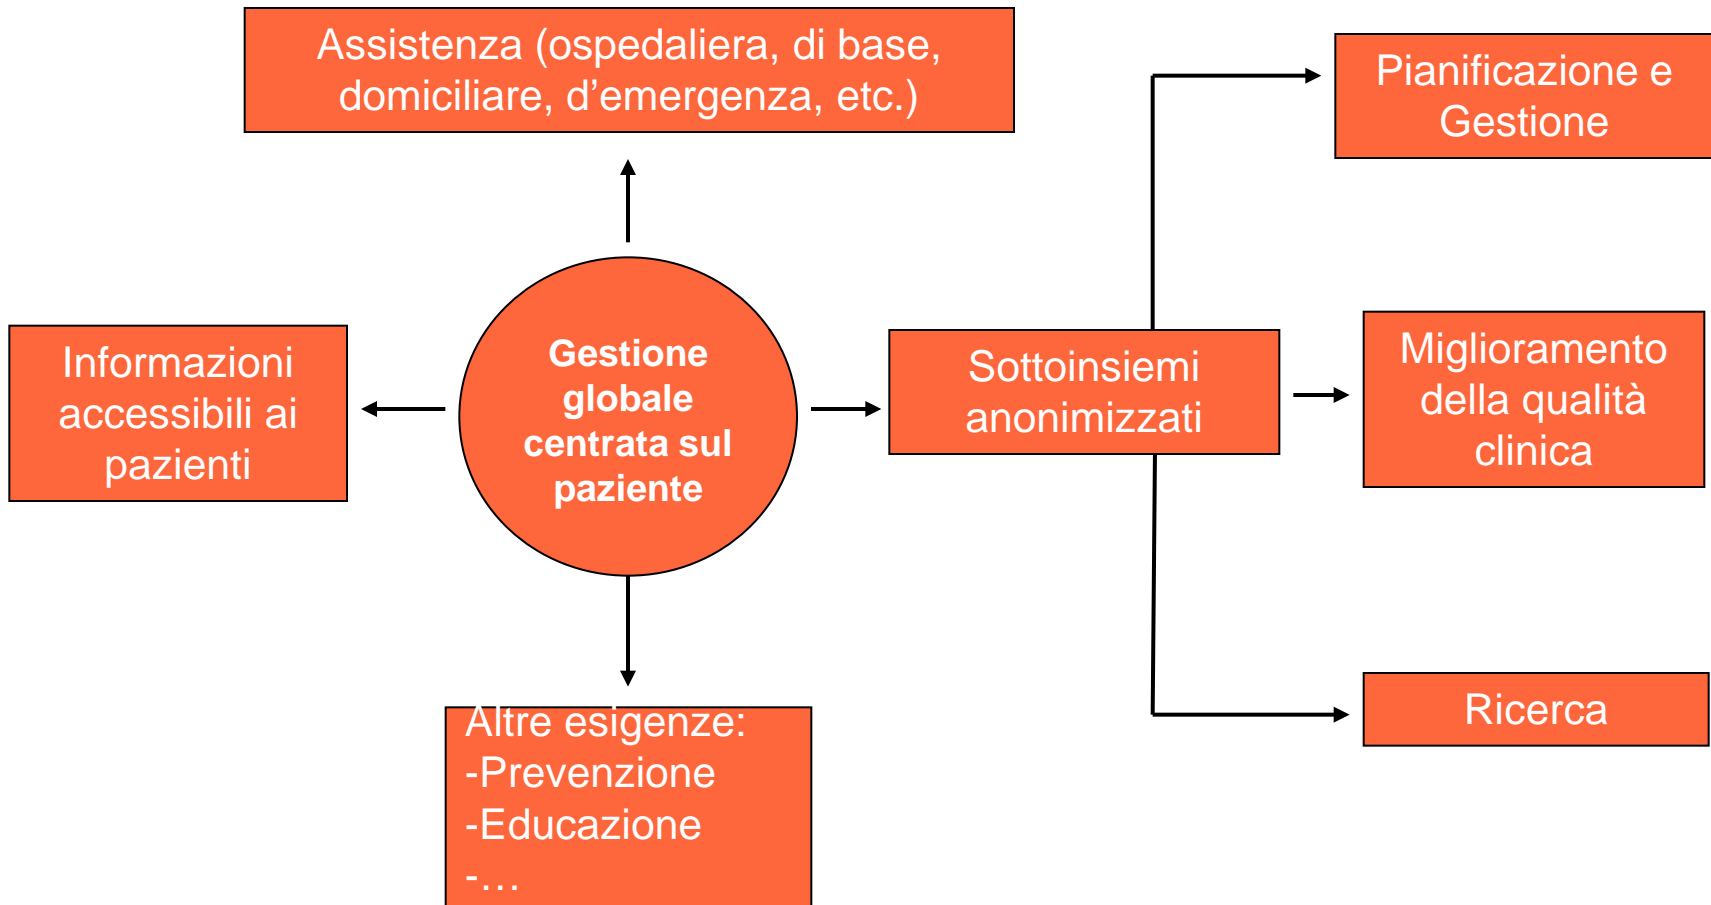 Assistenza (ospedaliera, di base,
domiciliare, d’emergenza, etc.)
Pianificazione e
Gestione
Informazioni
accessibili ai
pazienti
Gestione
globale
centrata sul
paziente
Sottoinsiemi
anonimizzati
Miglioramento
della qualità
clinica
Altre esigenze:
-Prevenzione
-Educazione
-…
Ricerca